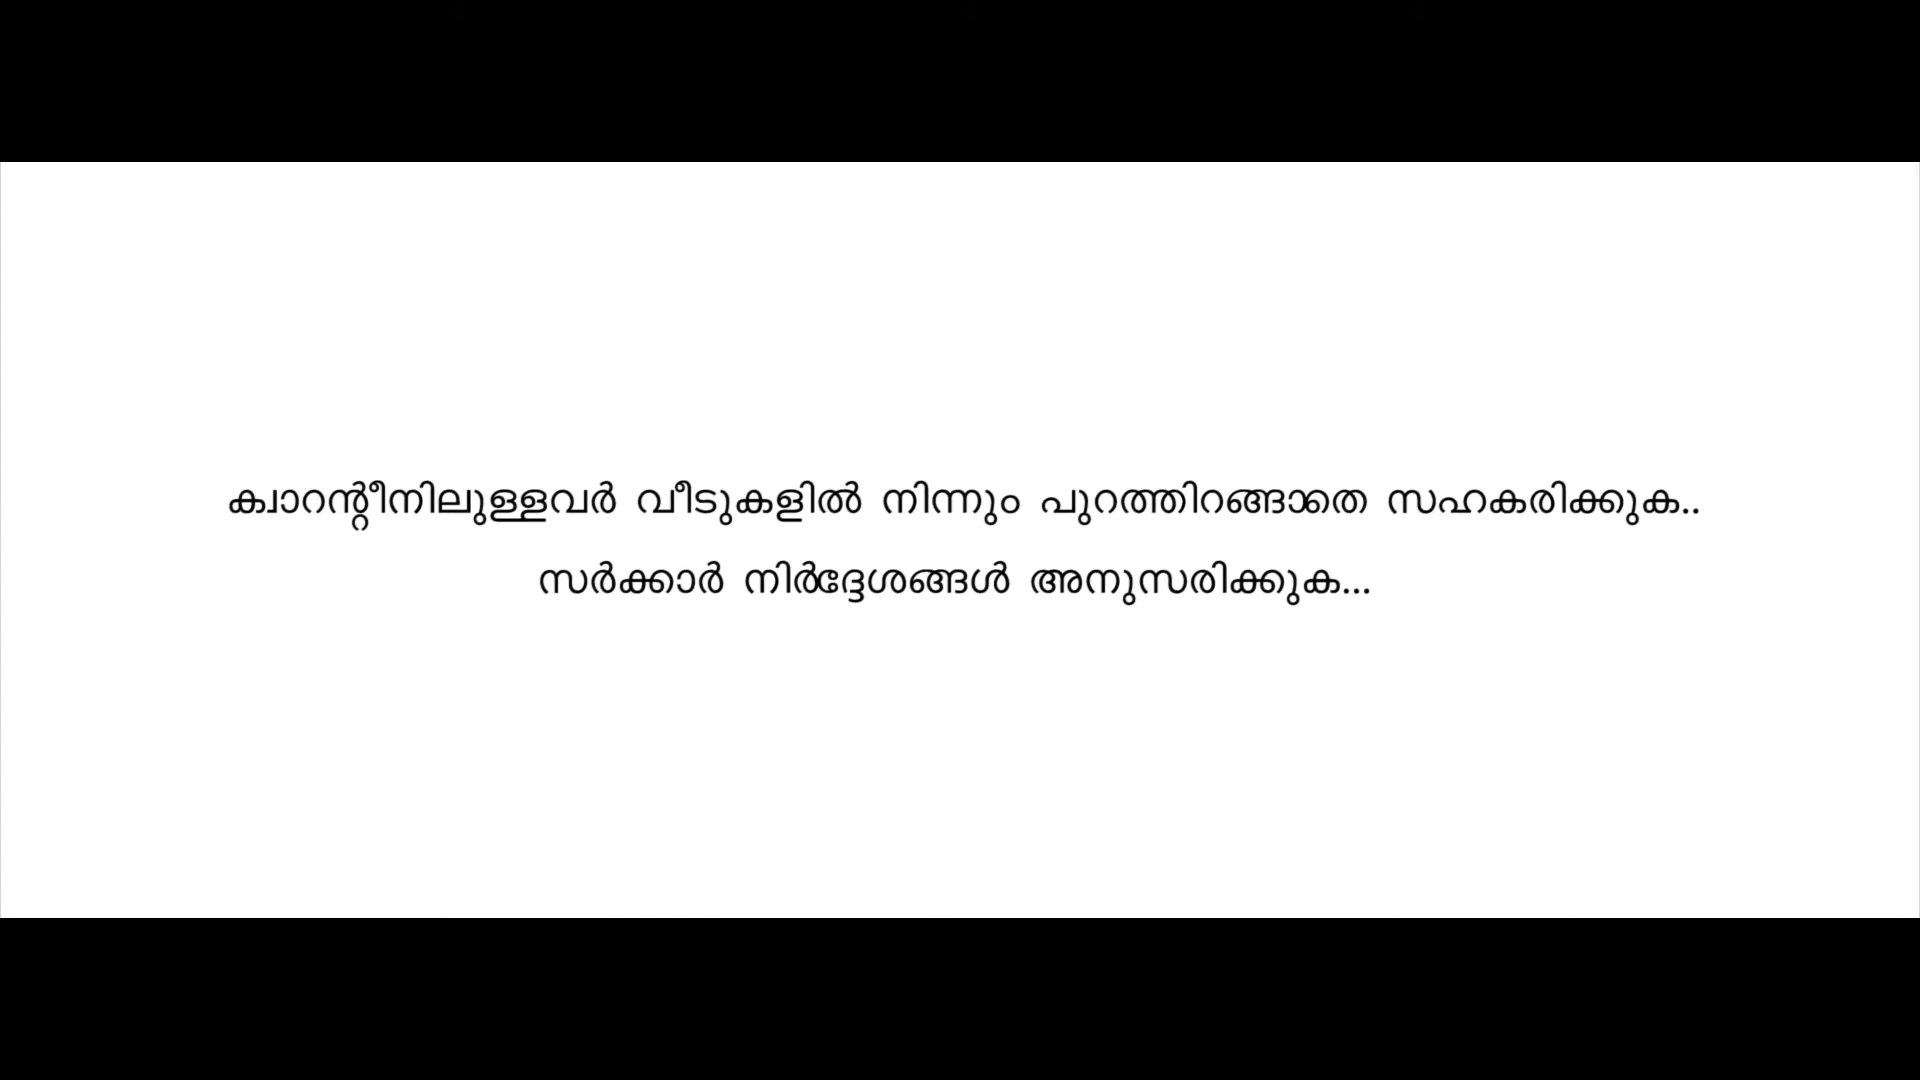 ക്വാറന്റീനിലുള്ളവർ വീടുകളിൽ നിന്നും പുറത്തിറങ്ങാതെ സഹകരിക്കുക..
സർക്കാർ നിർദ്ദേശങ്ങൾ അനുസരിക്കുക...